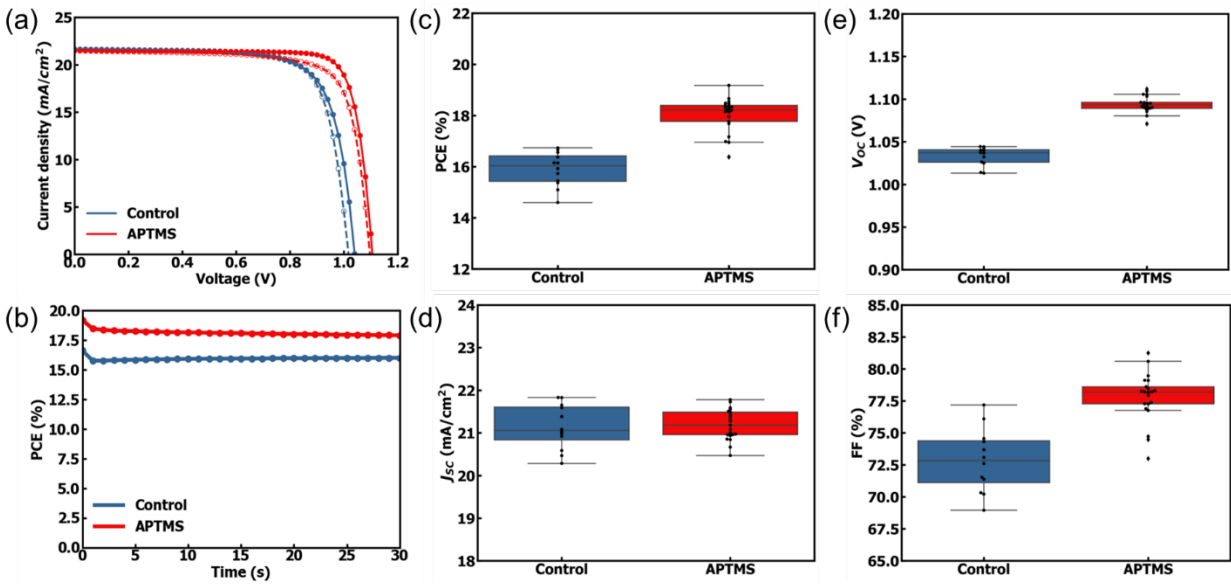 (a)
25
20
15
10
5
0
Current density (mA/cm²)
Control
APTMS
0.0 0.2 0.4 0.6 0.8 1.0 1.2
Voltage (V)
(b)
20.0
17.5
15.0
12.5
10.0
7.5
5.0
2.5
0.0
PCE (%)
Control
APTMS
0 5 10 15 20 25 30
Time (s)
(c)
22
20
18
16
14
12
PCE (%)
Control APTMS
(d)
24
23
22
21
20
19
18
JSC (mA/cm²)
Control APTMS
(e)
1.20
1.15
1.10
1.05
1.00
0.95
0.90
VOC (V)
Control APTMS
(f)
85.0
82.5
80.0
77.5
75.0
72.5
70.0
67.5
65.0
FF (%)
Control APTMS